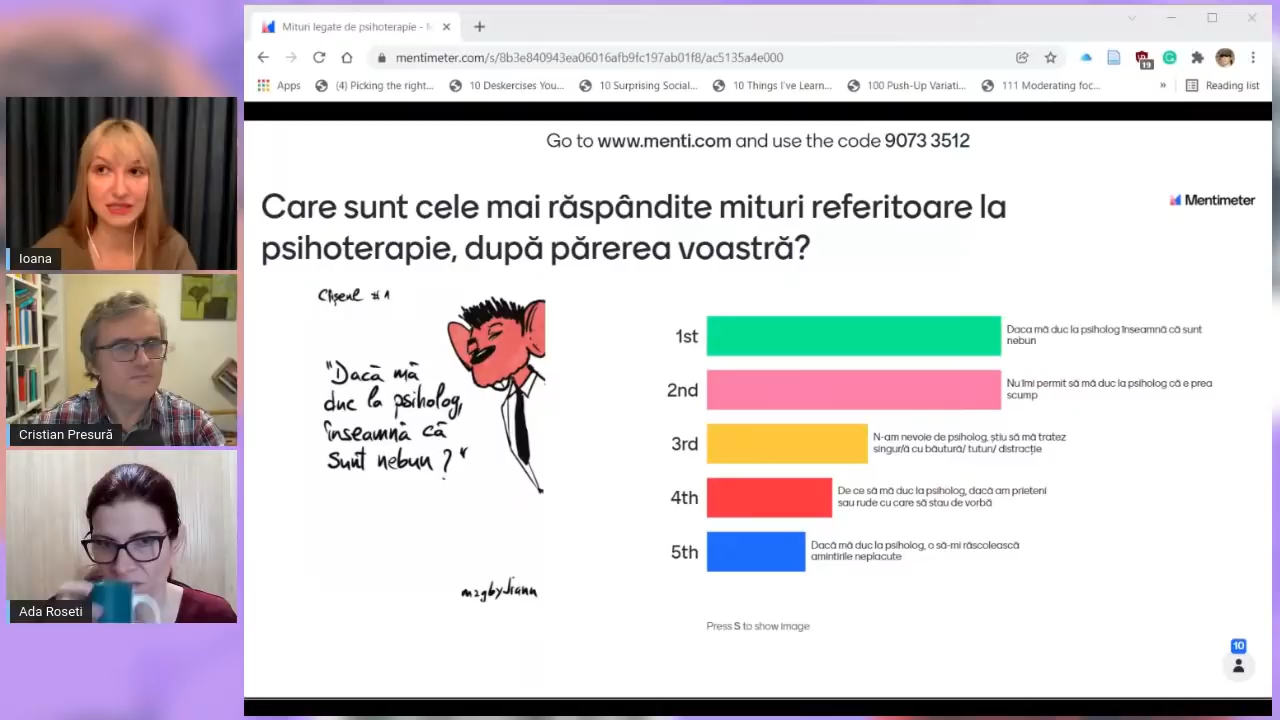 Mituri legate de psihoterapie - M
mentimeter.com/s/8b3e840943ea06016afb9fc197ab01f8/ac5135a4e000
19
Apps
(4) Picking the right...
10 Deskercises You...
10 Surprising Social...
10 Things I've Learn...
100 Push-Up Variati...
111 Moderating foc...
»
Reading list
Go to www.menti.com and use the code 9073 3512
Care sunt cele mai răspândite mituri referitoare la
psihoterapie, după părerea voastră?
Mentimeter
Ioana
Cristian Presură
Ada Roseti
Clișeul #1
"Dacă mă
duc la psiholog,
înseamnă că
sunt nebun?"
1st
Daca mă duc la psiholog înseamnă că sunt
nebun
2nd
Nu îmi permit să mă duc la psiholog că e prea
scump
3rd
N-am nevoie de psiholog, știu să mă tratez
singur/ă cu băutură/ tutun/ distracție
4th
De ce să mă duc la psiholog, dacă am prieteni
sau rude cu care să stau de vorbă
5th
Dacă mă duc la psiholog, o să-mi răscolească
amintirile neplacute
Press S to show image
10